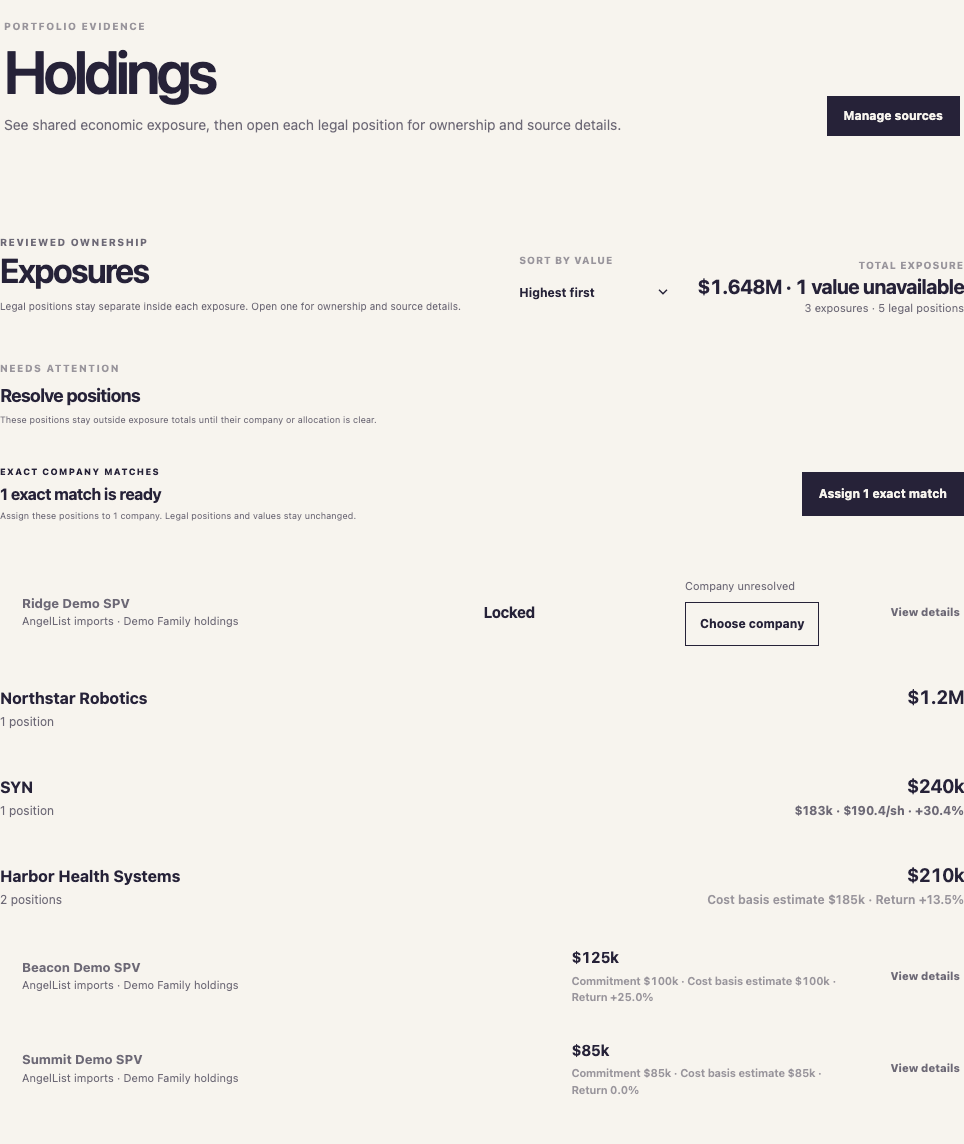 PORTFOLIO EVIDENCE
Holdings
See shared economic exposure, then open each legal position for ownership and source details.
Manage sources
REVIEWED OWNERSHIP
Exposures
Legal positions stay separate inside each exposure. Open one for ownership and source details.
SORT BY VALUE
Highest first
TOTAL EXPOSURE
$1.648M · 1 value unavailable
3 exposures · 5 legal positions
NEEDS ATTENTION
Resolve positions
These positions stay outside exposure totals until their company or allocation is clear.
EXACT COMPANY MATCHES
1 exact match is ready
Assign these positions to 1 company. Legal positions and values stay unchanged.
Assign 1 exact match
Ridge Demo SPV
AngelList imports · Demo Family holdings
Locked
Company unresolved
Choose company
View details
Northstar Robotics
1 position
$1.2M
SYN
1 position
$240k
$183k · $190.4/sh · +30.4%
Harbor Health Systems
2 positions
$210k
Cost basis estimate $185k · Return +13.5%
Beacon Demo SPV
AngelList imports · Demo Family holdings
$125k
Commitment $100k · Cost basis estimate $100k ·
Return +25.0%
View details
Summit Demo SPV
AngelList imports · Demo Family holdings
$85k
Commitment $85k · Cost basis estimate $85k ·
Return 0.0%
View details